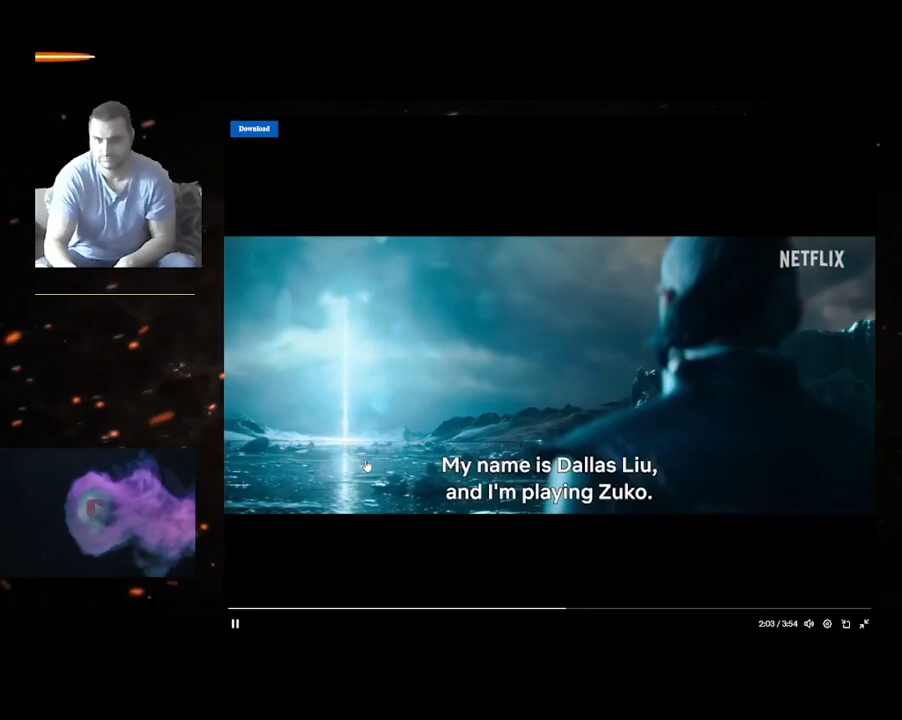 Download
NETFLIX
My name is Dallas Liu,
and I'm playing Zuko.
2:03 / 3:54